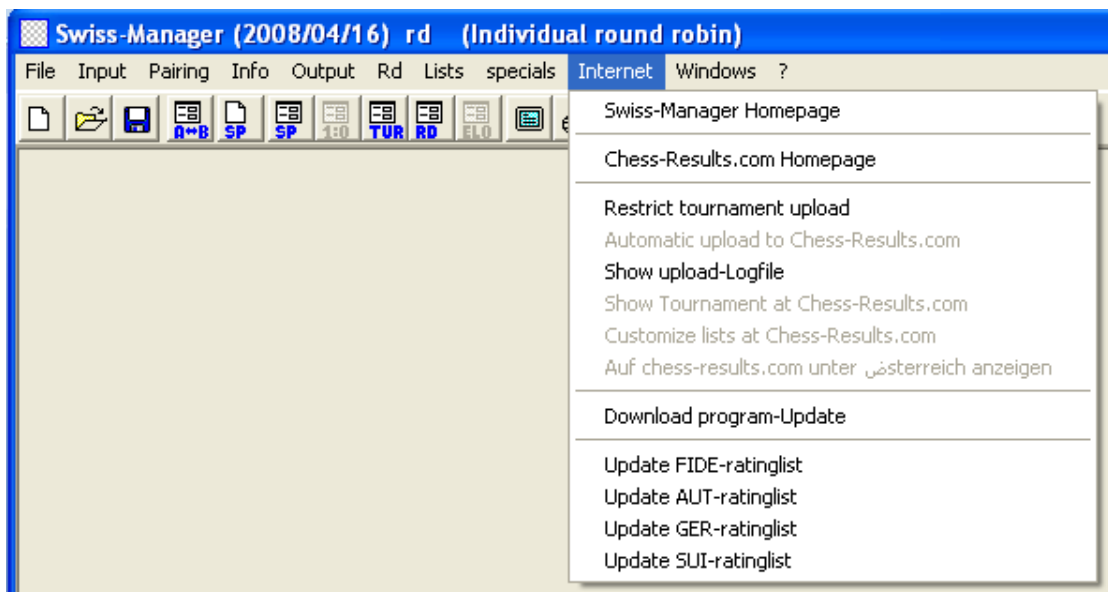 Swiss-Manager (2008/04/16) rd (Individual round robin)
File Input Pairing Info Output Rd Lists specials Internet Windows ?
A↔B SP SP 1:0 TUR RD ELO
Swiss-Manager Homepage
Chess-Results.com Homepage
Restrict tournament upload
Automatic upload to Chess-Results.com
Show upload-Logfile
Show Tournament at Chess-Results.com
Customize lists at Chess-Results.com
Auf chess-results.com unter ضsterreich anzeigen
Download program-Update
Update FIDE-ratinglist
Update AUT-ratinglist
Update GER-ratinglist
Update SUI-ratinglist